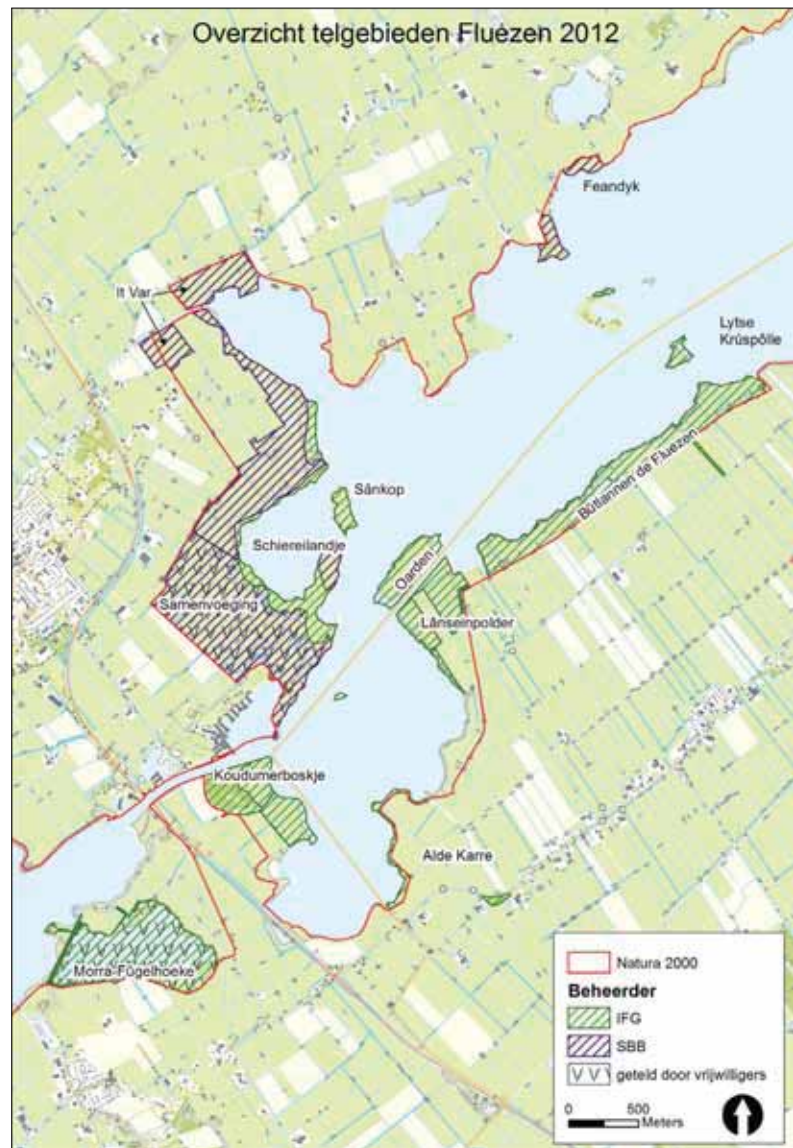 Overzicht telgebieden Fluezen 2012
Feandyk
It Var
Lytse
Krúspôlle
Bûtlannen de Fluezen
Sânkop
Schiereilandje
Oarden
Samenvoeging
Lânseinpolder
Koudumerboskje
Alde Karre
Morra-Fûgelhoeke
Natura 2000
Beheerder
IFG
SBB
geteld door vrijwilligers
0 500
Meters